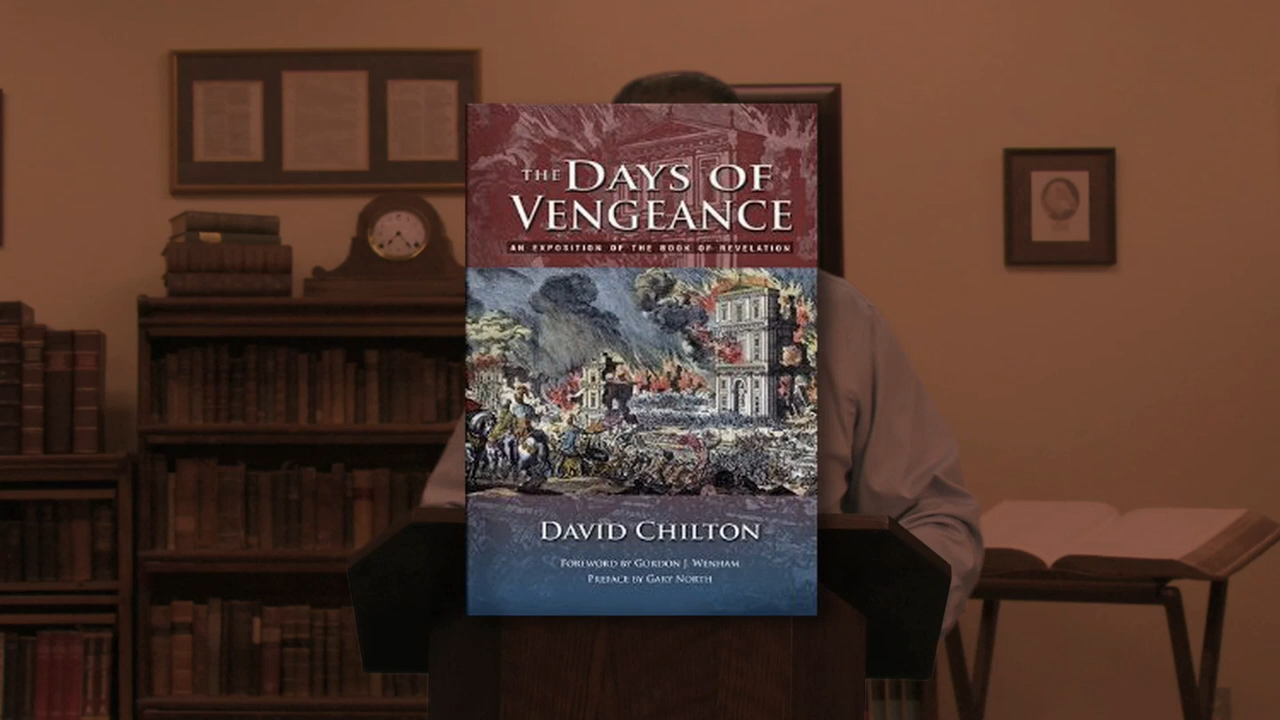 THE DAYS OF
VENGEANCE
AN EXPOSITION OF THE BOOK OF REVELATION
DAVID CHILTON
FOREWORD BY GORDON J. WENHAM
PREFACE BY GARY NORTH